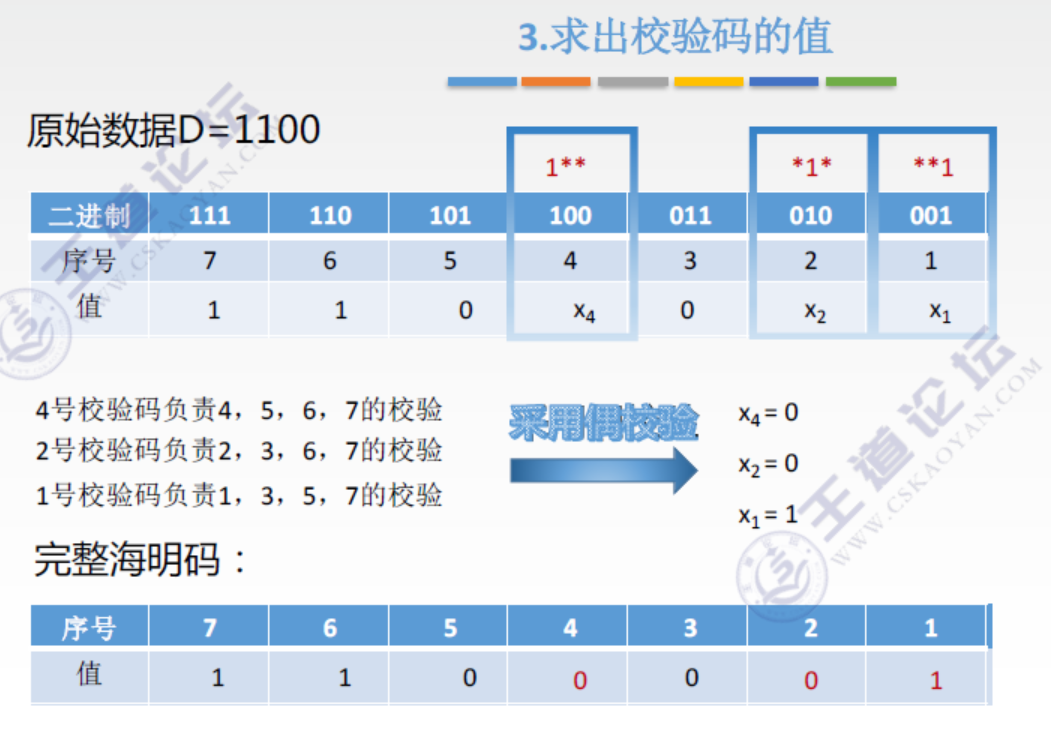 3.求出校验码的值
原始数据D=1100
1** *1* **1
二进制 111 110 101 100 011 010 001
序号 7 6 5 4 3 2 1
值 1 1 0 x₄ 0 x₂ x₁
4号校验码负责4，5，6，7的校验
2号校验码负责2，3，6，7的校验
1号校验码负责1，3，5，7的校验
采用偶校验
x₄ = 0
x₂ = 0
x₁ = 1
完整海明码：
序号 7 6 5 4 3 2 1
值 1 1 0 0 0 0 1
王道论坛
WWW.CSKAOYAN.COM
王道论坛
WWW.CSKAOYAN.COM